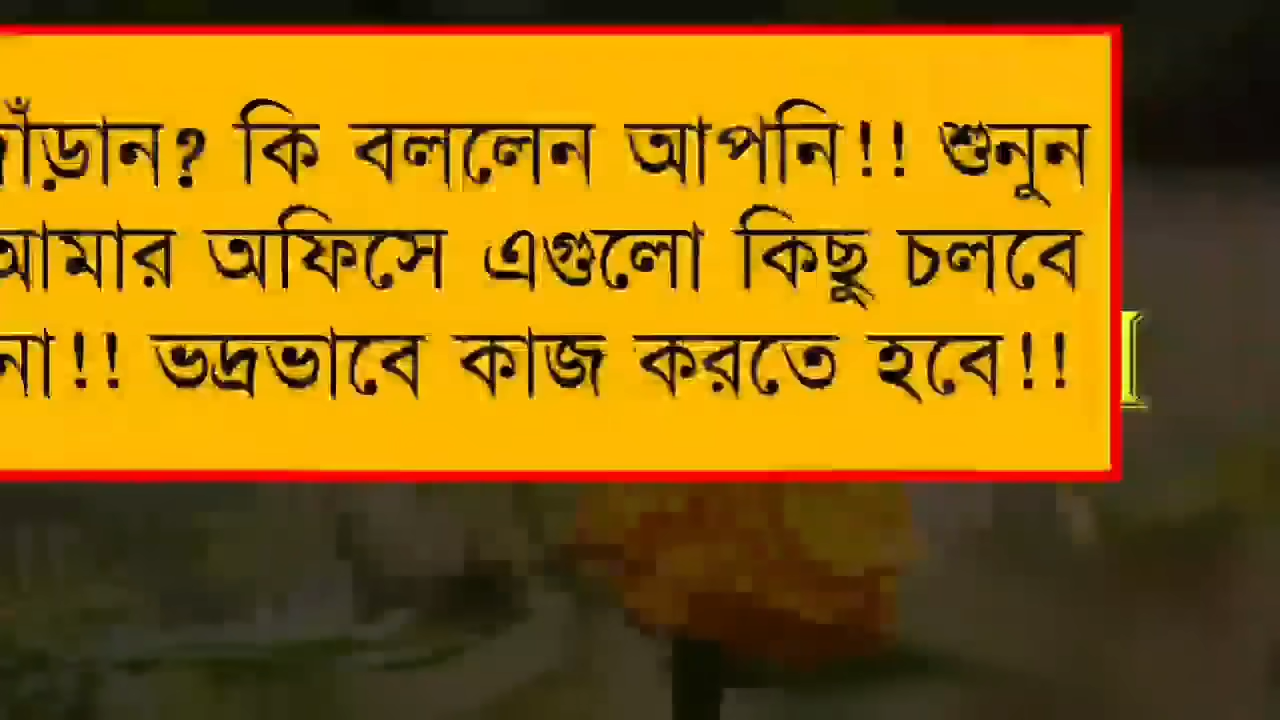 দাঁড়ান? কি বললেন আপনি!! শুনুন
আমার অফিসে এগুলো কিছু চলবে
না!! ভদ্রভাবে কাজ করতে হবে!!